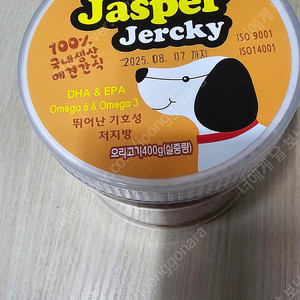 Jasper
Jercky
100%
국내생산
애견간식
2025. 08. 07 까지
ISO 9001
ISO14001
DHA & EPA
Omega 6 & Omega 3
뛰어난 기호성
저지방
오리고기400g(실중량)